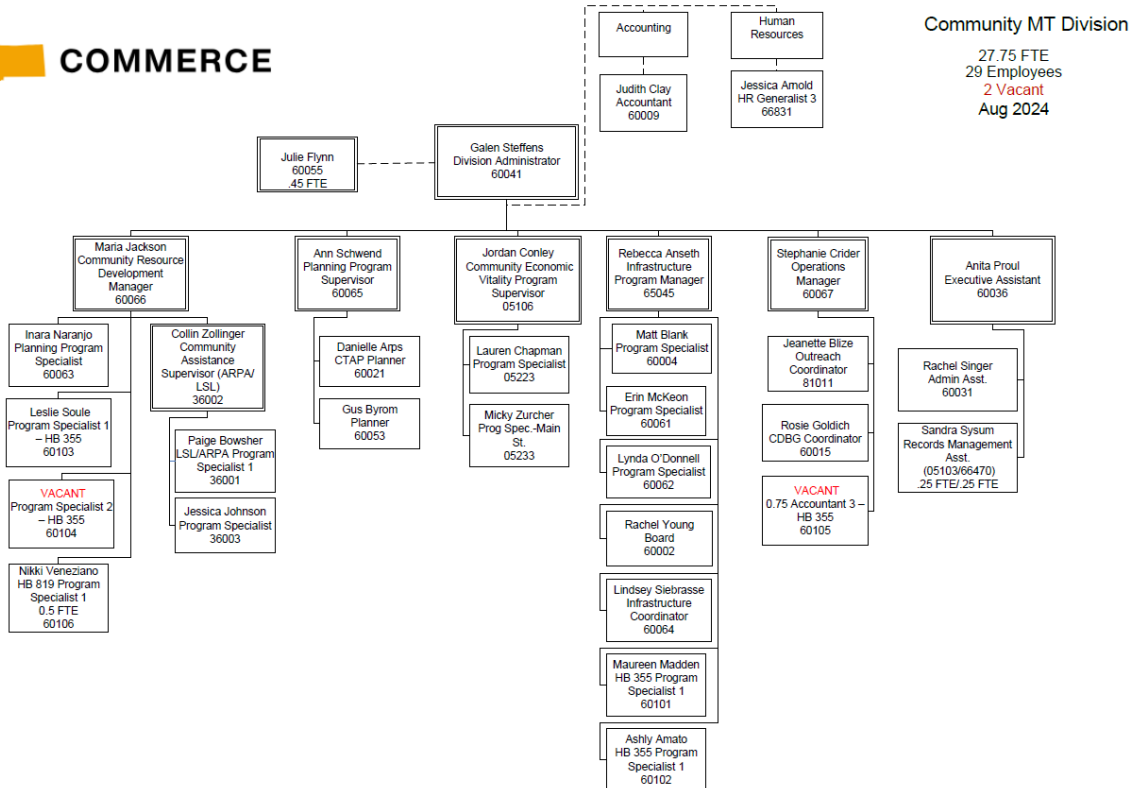 COMMERCE
Community MT Division
27.75 FTE
29 Employees
2 Vacant
Aug 2024
Accounting
Human
Resources
Judith Clay
Accountant
60009
Jessica Arnold
HR Generalist 3
66831
Julie Flynn
60055
.45 FTE
Galen Steffens
Division Administrator
60041
Maria Jackson
Community Resource
Development
Manager
60066
Ann Schwend
Planning Program
Supervisor
60065
Jordan Conley
Community Economic
Vitality Program
Supervisor
05106
Rebecca Anseth
Infrastructure
Program Manager
65045
Stephanie Crider
Operations
Manager
60067
Anita Proul
Executive Assistant
60036
Inara Naranjo
Planning Program
Specialist
60063
Leslie Soule
Program Specialist 1
– HB 355
60103
VACANT
Program Specialist 2
– HB 355
60104
Nikki Veneziano
HB 819 Program
Specialist 1
0.5 FTE
60106
Collin Zollinger
Community
Assistance
Supervisor (ARPA/
LSL)
36002
Paige Bowsher
LSL/ARPA Program
Specialist 1
36001
Jessica Johnson
Program Specialist
36003
Danielle Arps
CTAP Planner
60021
Gus Byrom
Planner
60053
Lauren Chapman
Program Specialist
05223
Micky Zurcher
Prog Spec.-Main
St.
05233
Matt Blank
Program Specialist
60004
Erin McKeon
Program Specialist
60061
Lynda O'Donnell
Program Specialist
60062
Rachel Young
Board
60002
Lindsey Siebrasse
Infrastructure
Coordinator
60064
Maureen Madden
HB 355 Program
Specialist 1
60101
Ashly Amato
HB 355 Program
Specialist 1
60102
Jeanette Blize
Outreach
Coordinator
81011
Rosie Goldich
CDBG Coordinator
60015
VACANT
0.75 Accountant 3 –
HB 355
60105
Rachel Singer
Admin Asst.
60031
Sandra Sysum
Records Management
Asst.
(05103/66470)
.25 FTE/.25 FTE